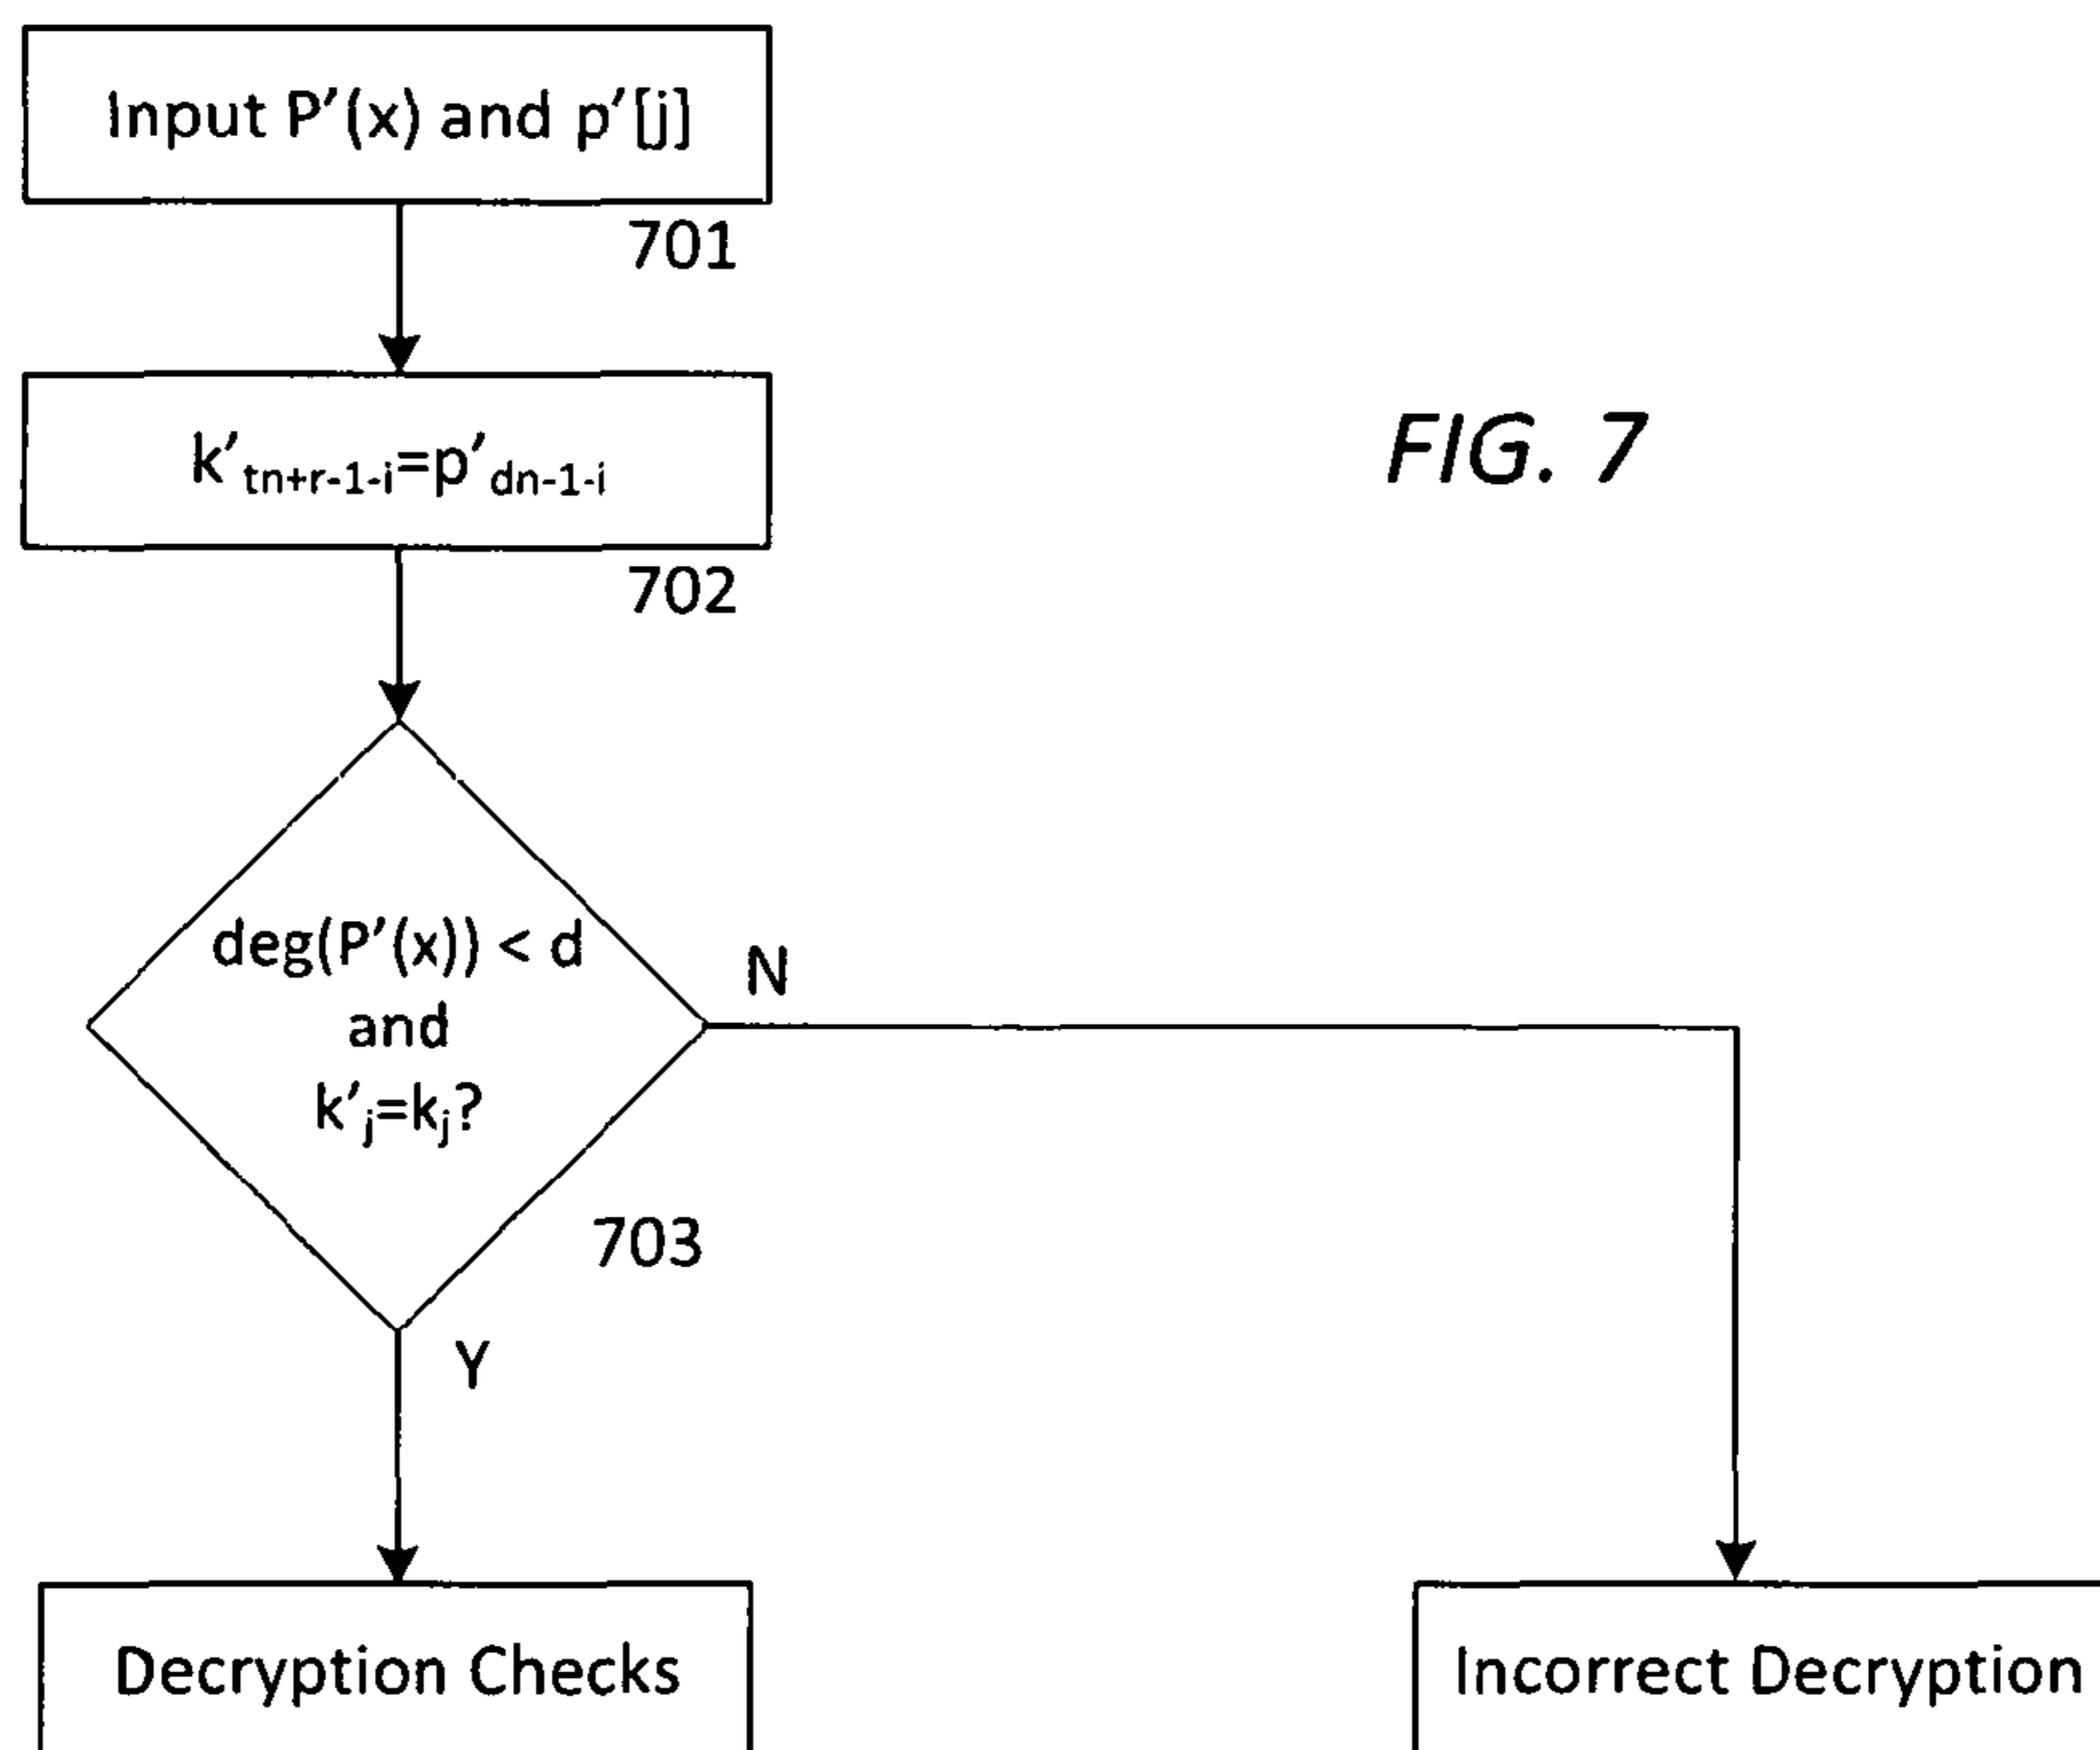 Input P′(x) and p′[j]
701
k′tn+r-1-i=p′dn-1-i
702
FIG. 7
deg(P′(x)) < d
and
k′j=kj?
N
703
Y
Decryption Checks
Incorrect Decryption